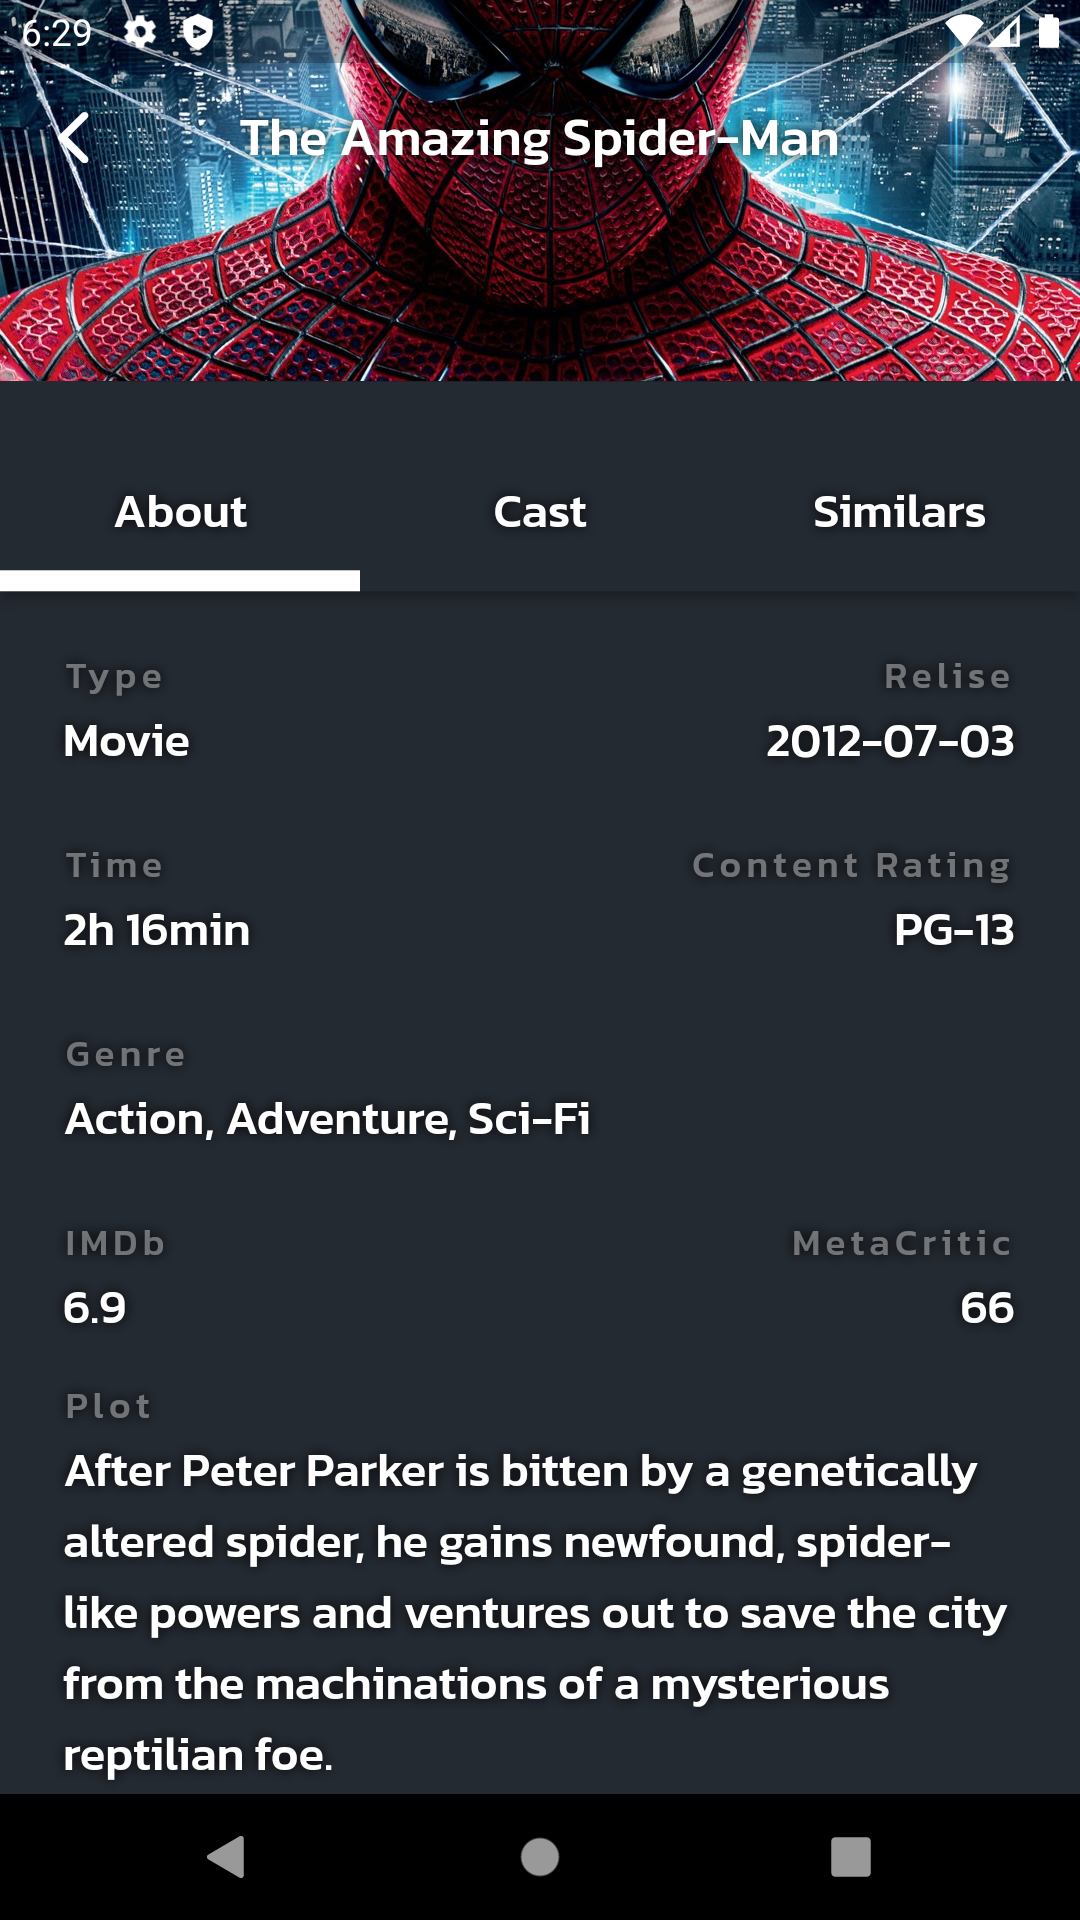 6:29
The Amazing Spider-Man
About Cast Similars
Type Relise
Movie 2012-07-03
Time Content Rating
2h 16min PG-13
Genre
Action, Adventure, Sci-Fi
IMDb MetaCritic
6.9 66
Plot
After Peter Parker is bitten by a genetically
altered spider, he gains newfound, spider-
like powers and ventures out to save the city
from the machinations of a mysterious
reptilian foe.